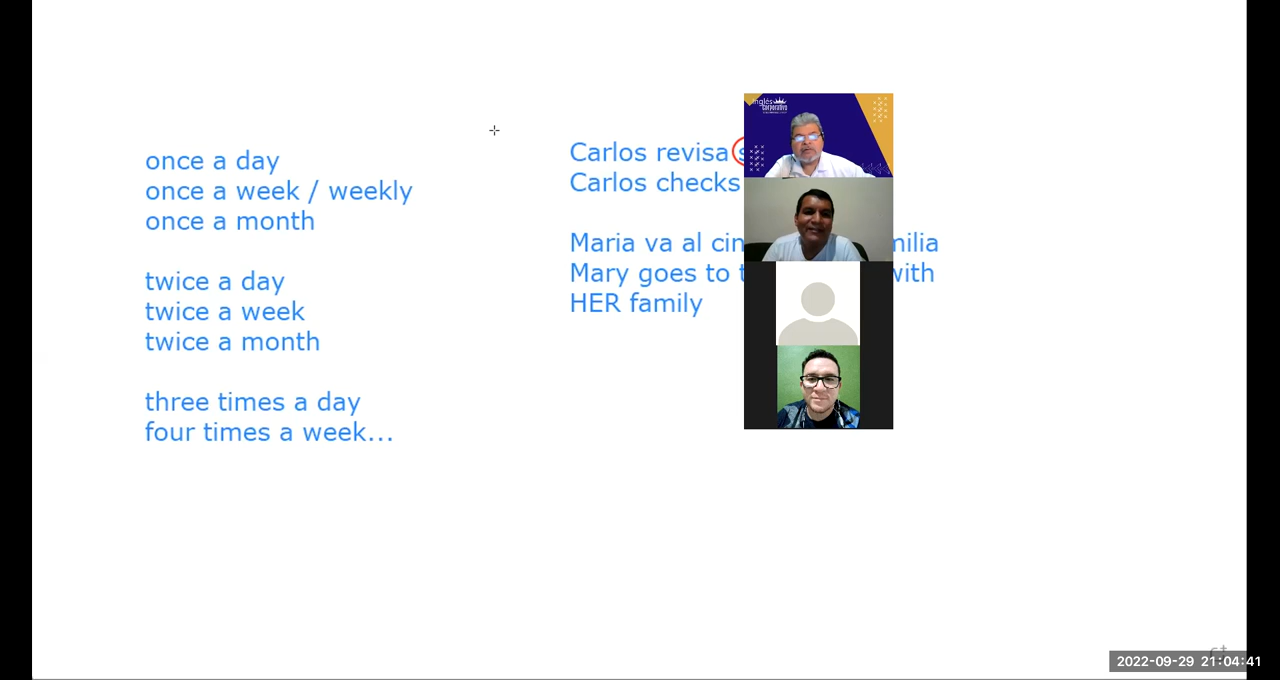 once a day
once a week / weekly
once a month
twice a day
twice a week
twice a month
three times a day
four times a week...
Carlos revisa
Carlos checks
Maria va al
Mary goes to with
HER family
Inglés
corporativo
2022-09-29 21:04:41